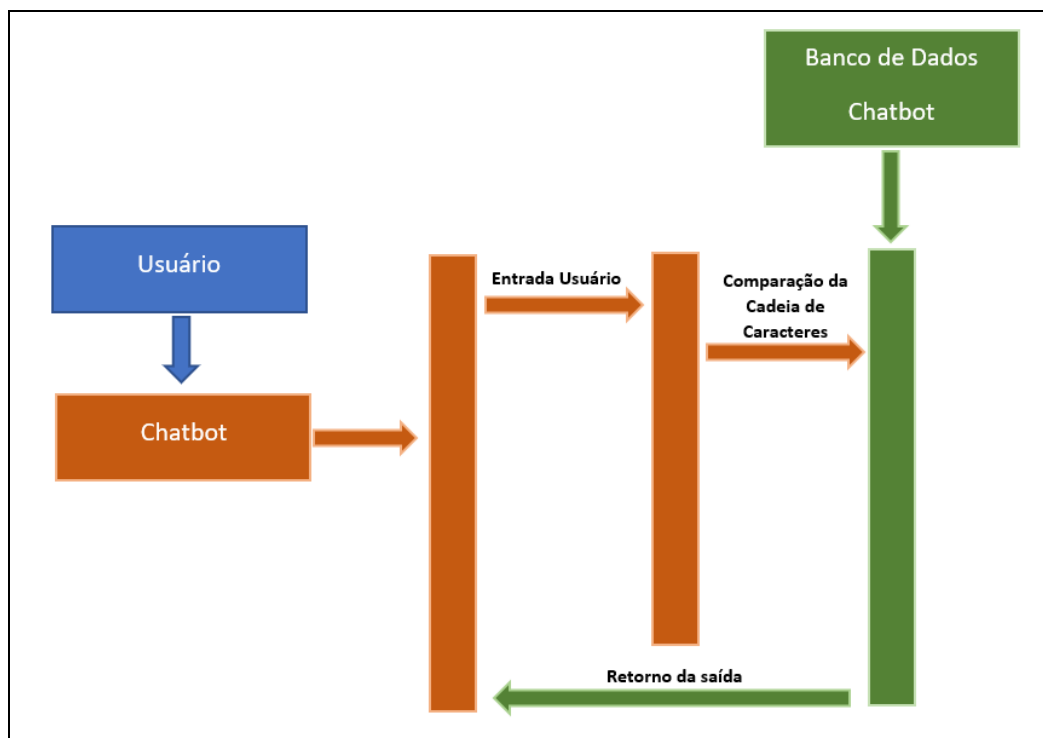 Banco de Dados
Chatbot
Usuário
Entrada Usuário
Comparação da
Cadeia de
Caracteres
Chatbot
Retorno da saída